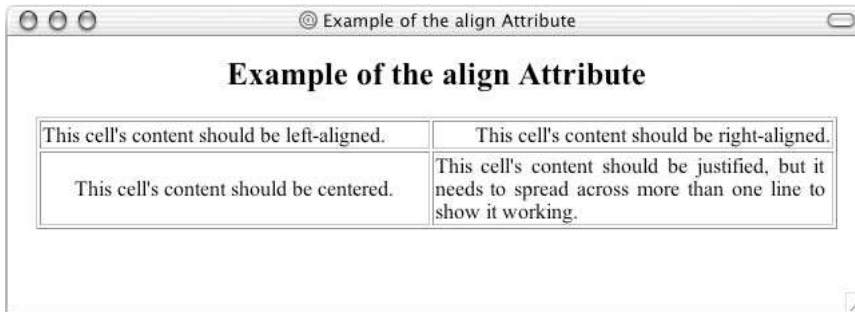 Example of the align Attribute
Example of the align Attribute
This cell's content should be left-aligned.
This cell's content should be right-aligned.
This cell's content should be centered.
This cell's content should be justified, but it
needs to spread across more than one line to
show it working.